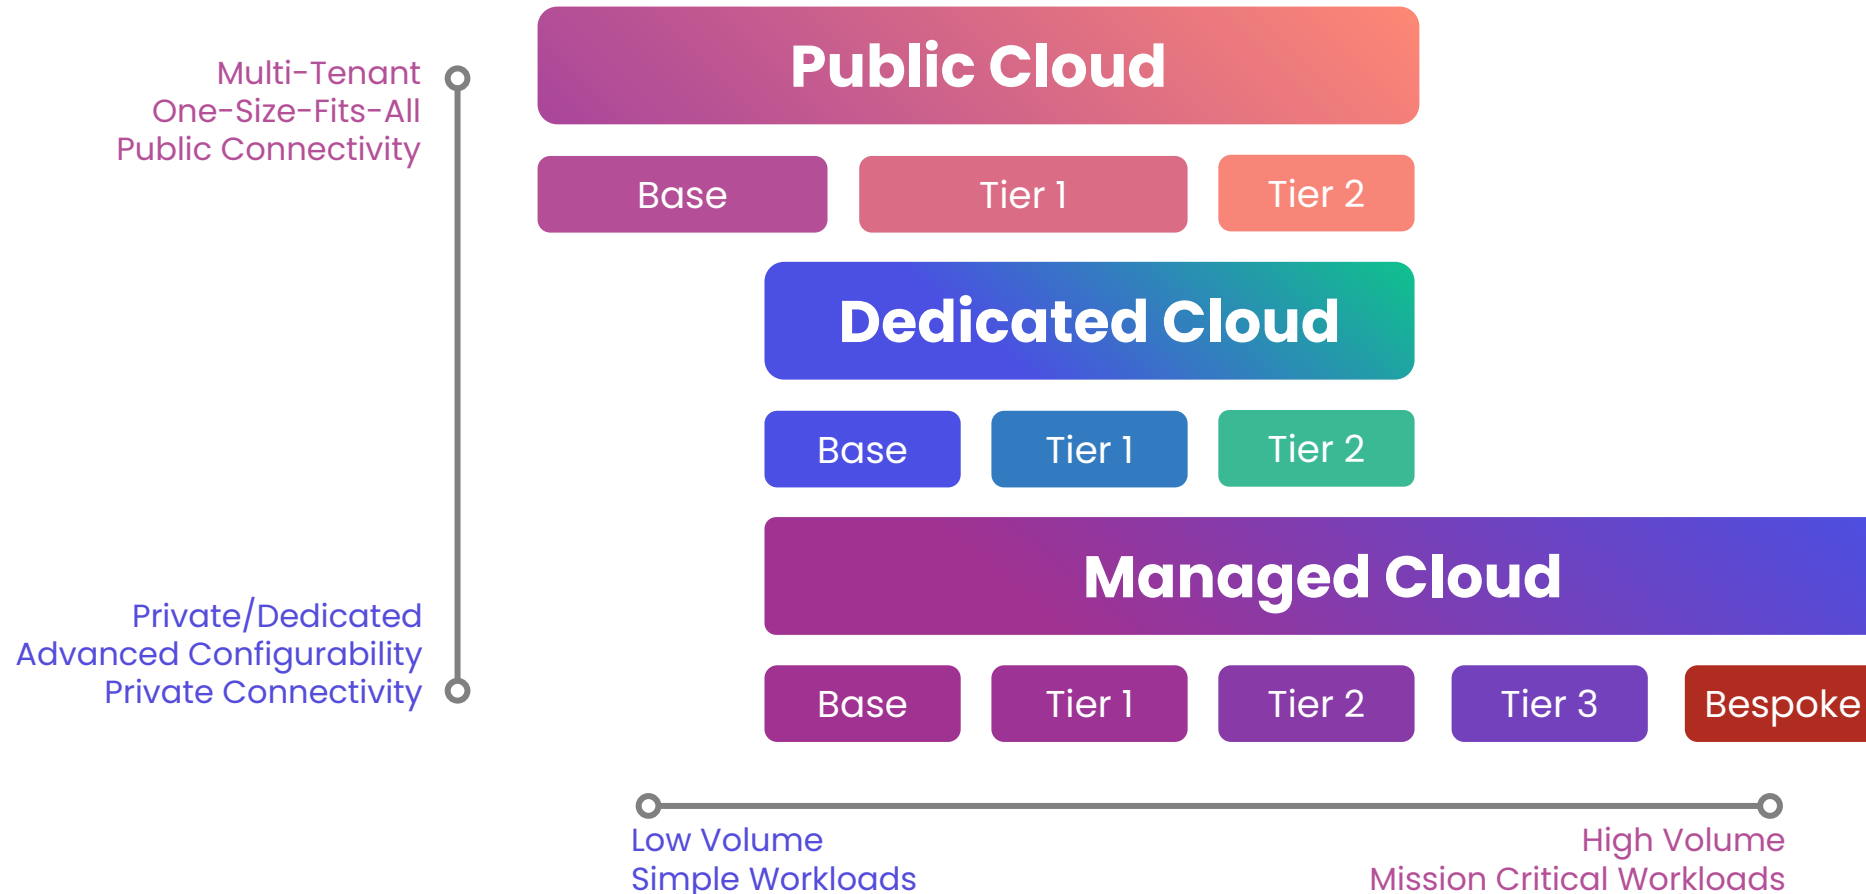 Public Cloud
Multi-Tenant
One-Size-Fits-All
Public Connectivity
Base
Tier 1
Tier 2
Dedicated Cloud
Base
Tier 1
Tier 2
Managed Cloud
Private/Dedicated
Advanced Configurability
Private Connectivity
Base
Tier 1
Tier 2
Tier 3
Bespoke
Low Volume
Simple Workloads
High Volume
Mission Critical Workloads